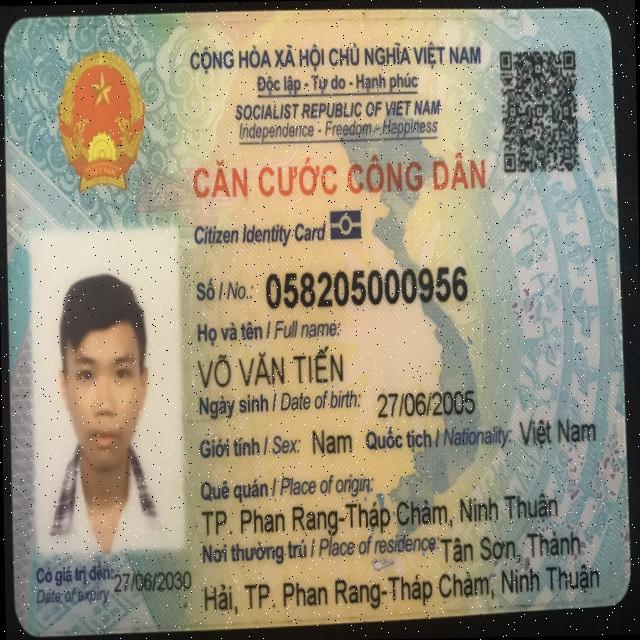 CỘNG HÒA XÃ HỘI CHỦ NGHĨA VIỆT NAM
Độc lập - Tự do - Hạnh phúc
SOCIALIST REPUBLIC OF VIET NAM
Independence - Freedom - Happiness
CĂN CƯỚC CÔNG DÂN
Citizen Identity Card
Số / No.: 058205000956
Họ và tên / Full name:
VÕ VĂN TIẾN
Ngày sinh / Date of birth: 27/06/2005
Giới tính / Sex: Nam Quốc tịch / Nationality: Việt Nam
Quê quán / Place of origin:
TP. Phan Rang-Tháp Chàm, Ninh Thuận
Nơi thường trú / Place of residence: Tân Sơn, Thành
Hải, TP. Phan Rang-Tháp Chàm, Ninh Thuận
Có giá trị đến: 27/06/2030
Date of expiry